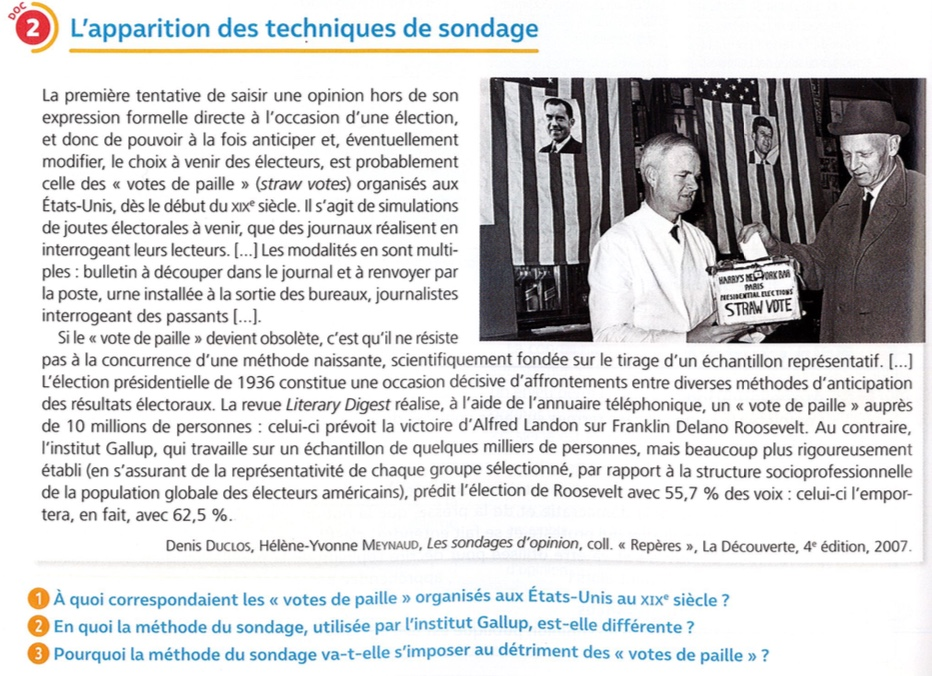 DOC
2 L'apparition des techniques de sondage
La première tentative de saisir une opinion hors de son
expression formelle directe à l'occasion d'une élection,
et donc de pouvoir à la fois anticiper et, éventuellement
modifier, le choix à venir des électeurs, est probablement
celle des « votes de paille » (straw votes) organisés aux
États-Unis, dès le début du XIXe siècle. Il s'agit de simulations
de joutes électorales à venir, que des journaux réalisent en
interrogeant leurs lecteurs. [...] Les modalités en sont multi-
ples : bulletin à découper dans le journal et à renvoyer par
la poste, urne installée à la sortie des bureaux, journalistes
interrogeant des passants [...].
HARRY'S NEW YORK BAR
PARIS
PRESIDENTIAL ELECTIONS
STRAW VOTE
Si le « vote de paille » devient obsolète, c'est qu'il ne résiste
pas à la concurrence d'une méthode naissante, scientifiquement fondée sur le tirage d'un échantillon représentatif. [...]
L'élection présidentielle de 1936 constitue une occasion décisive d'affrontements entre diverses méthodes d'anticipation
des résultats électoraux. La revue Literary Digest réalise, à l'aide de l'annuaire téléphonique, un « vote de paille » auprès
de 10 millions de personnes : celui-ci prévoit la victoire d'Alfred Landon sur Franklin Delano Roosevelt. Au contraire,
l'institut Gallup, qui travaille sur un échantillon de quelques milliers de personnes, mais beaucoup plus rigoureusement
établi (en s'assurant de la représentativité de chaque groupe sélectionné, par rapport à la structure socioprofessionnelle
de la population globale des électeurs américains), prédit l'élection de Roosevelt avec 55,7 % des voix : celui-ci l'empor-
tera, en fait, avec 62,5 %.
Denis DUCLOS, Hélène-Yvonne MEYNAUD, Les sondages d'opinion, coll. « Repères », La Découverte, 4e édition, 2007.
1 À quoi correspondaient les « votes de paille » organisés aux États-Unis au XIXe siècle ?
2 En quoi la méthode du sondage, utilisée par l'institut Gallup, est-elle différente ?
3 Pourquoi la méthode du sondage va-t-elle s'imposer au détriment des « votes de paille » ?